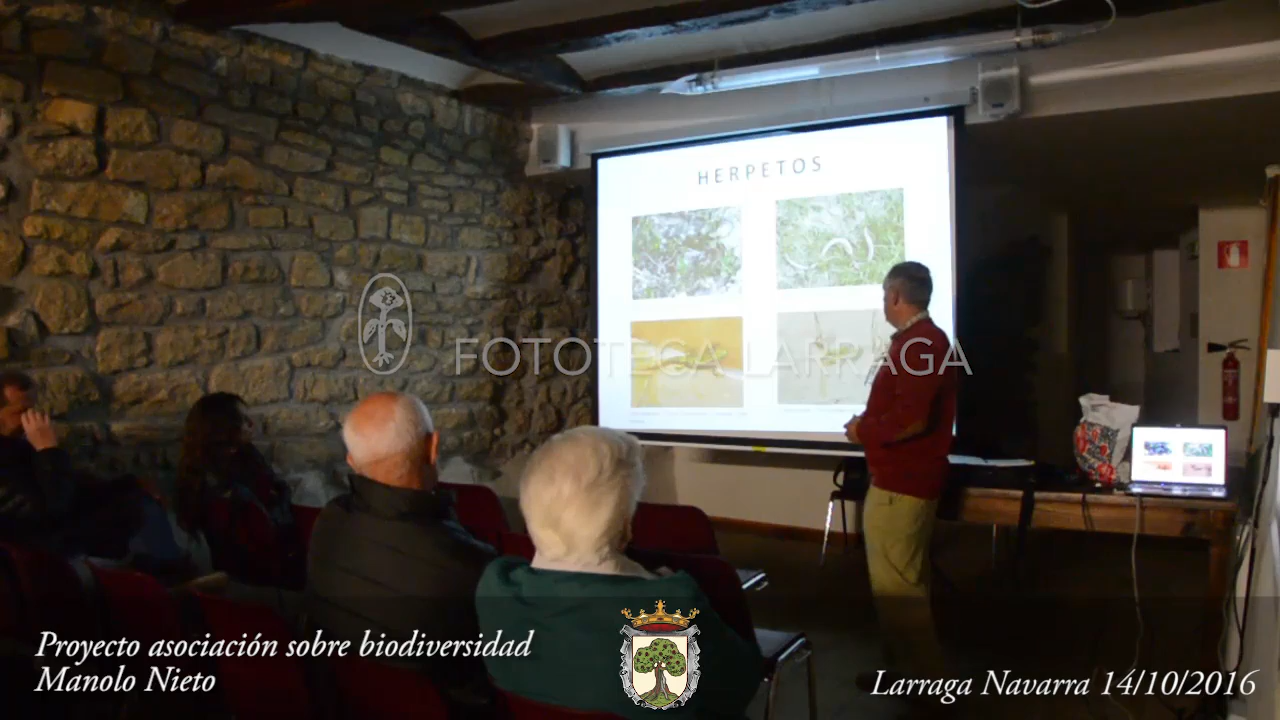 HERPETOS
FOTOTECA LARRAGA
Proyecto asociación sobre biodiversidad
Manolo Nieto
Larraga Navarra 14/10/2016